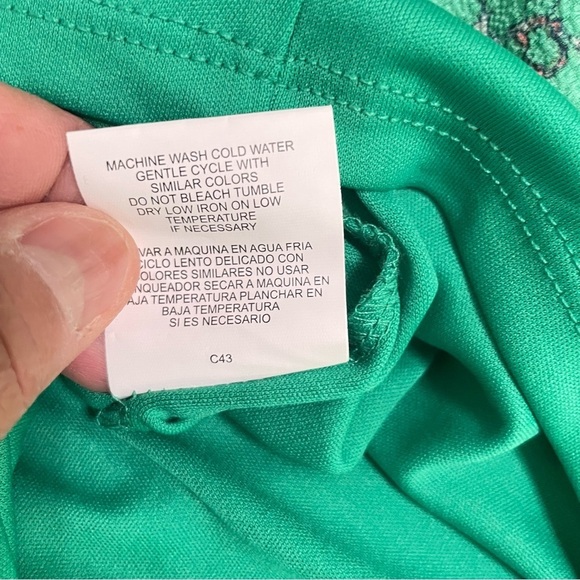 MACHINE WASH COLD WATER
GENTLE CYCLE WITH
SIMILAR COLORS
DO NOT BLEACH TUMBLE
DRY LOW IRON ON LOW
TEMPERATURE
IF NECESSARY
A MAQUINA EN AGUA FRIA
CICLO LENTO DELICADO CON
COLORES SIMILARES NO USAR
SECAR A MAQUINA EN
TEMPERATURA PLANCHAR EN
BAJA TEMPERATURA
SI ES NECESARIO
C43